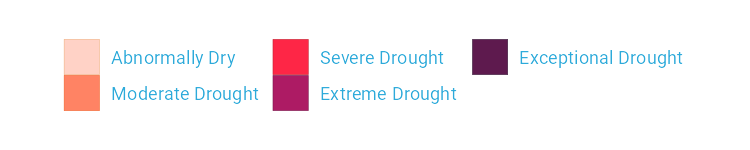 Abnormally Dry
Severe Drought
Exceptional Drought
Moderate Drought
Extreme Drought